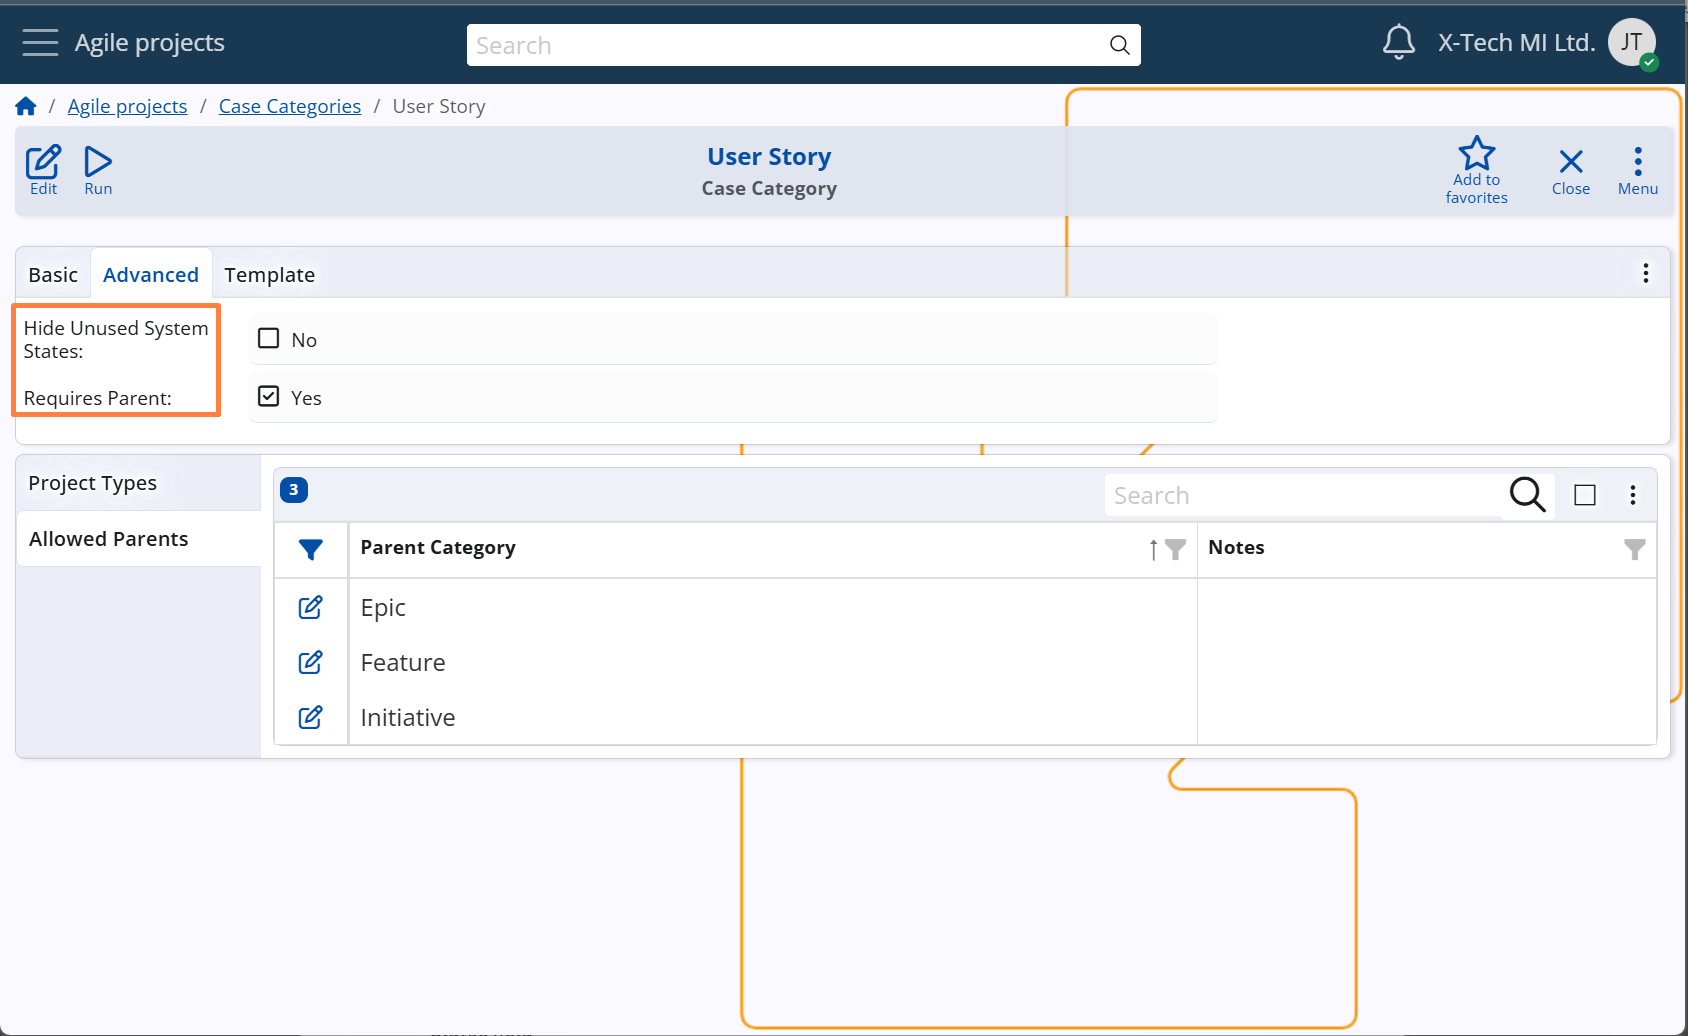 Agile projects
Search
X-Tech MI Ltd.
JT
/ Agile projects / Case Categories / User Story
Edit
Run
User Story
Case Category
Add to
favorites
Close
Menu
Basic
Advanced
Template
Hide Unused System
States:
No
Requires Parent:
Yes
Project Types
Allowed Parents
3
Search
Parent Category
Notes
Epic
Feature
Initiative